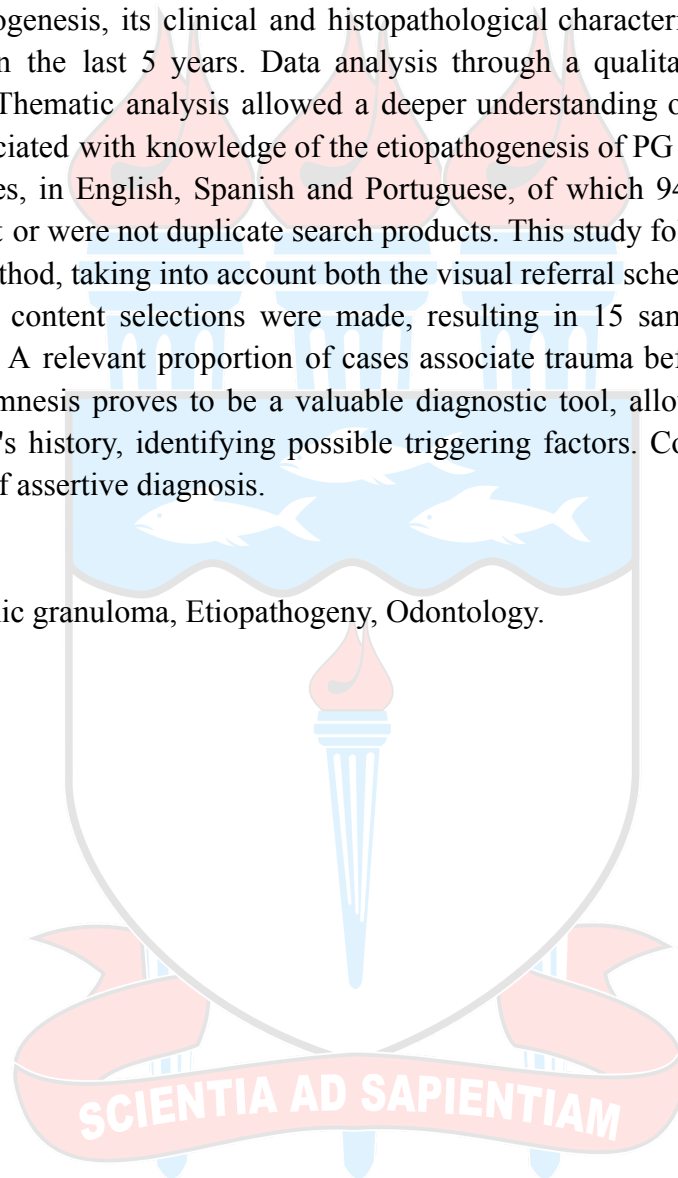 ogenesis, its clinical and histopathological characteri
n the last 5 years. Data analysis through a qualita
Thematic analysis allowed a deeper understanding o
ciated with knowledge of the etiopathogenesis of PG
es, in English, Spanish and Portuguese, of which 94
t or were not duplicate search products. This study fol
thod, taking into account both the visual referral sche
content selections were made, resulting in 15 san
A relevant proportion of cases associate trauma bef
mnesis proves to be a valuable diagnostic tool, allo
's history, identifying possible triggering factors. Co
f assertive diagnosis.
ic granuloma, Etiopathogeny, Odontology.
SCIENTIA AD SAPIENTIAM